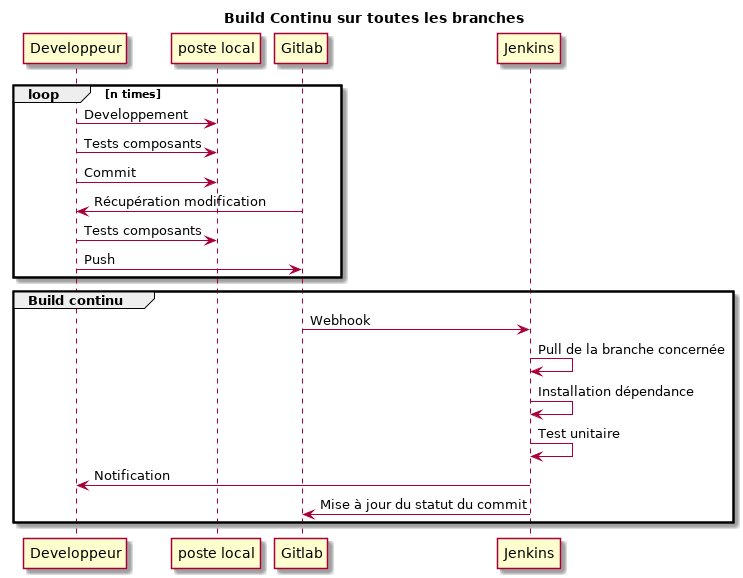 Build Continu sur toutes les branches
Developpeur poste local Gitlab Jenkins
loop [n times]
Developpement
Tests composants
Commit
Récupération modification
Tests composants
Push
Build continu
Webhook
Pull de la branche concernée
Installation dépendance
Test unitaire
Notification
Mise à jour du statut du commit
Developpeur poste local Gitlab Jenkins